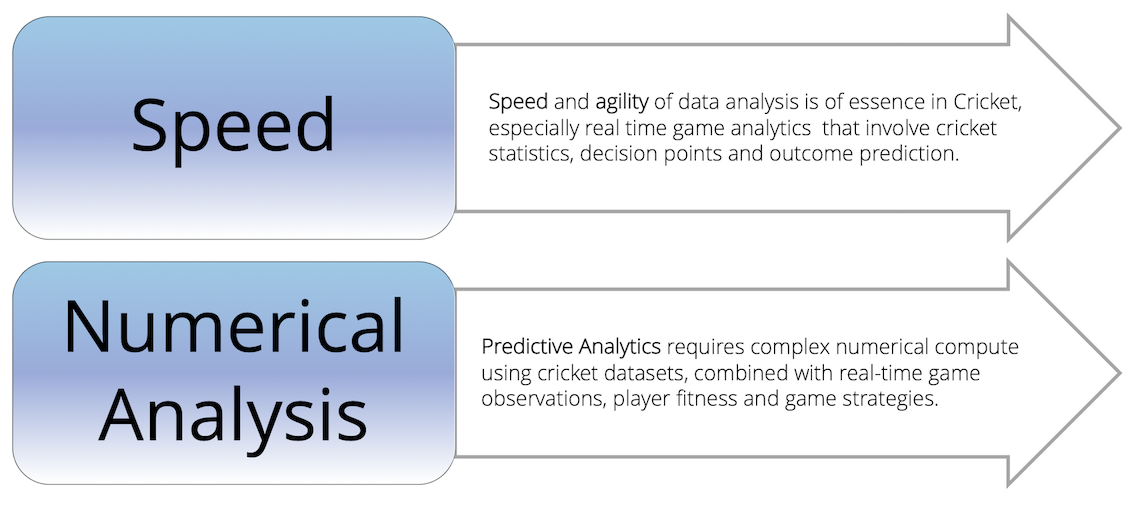 Speed
Speed and agility of data analysis is of essence in Cricket,
especially real time game analytics  that involve cricket
statistics, decision points and outcome prediction.
Numerical
Analysis
Predictive Analytics requires complex numerical compute
using cricket datasets, combined with real-time game
observations, player fitness and game strategies.